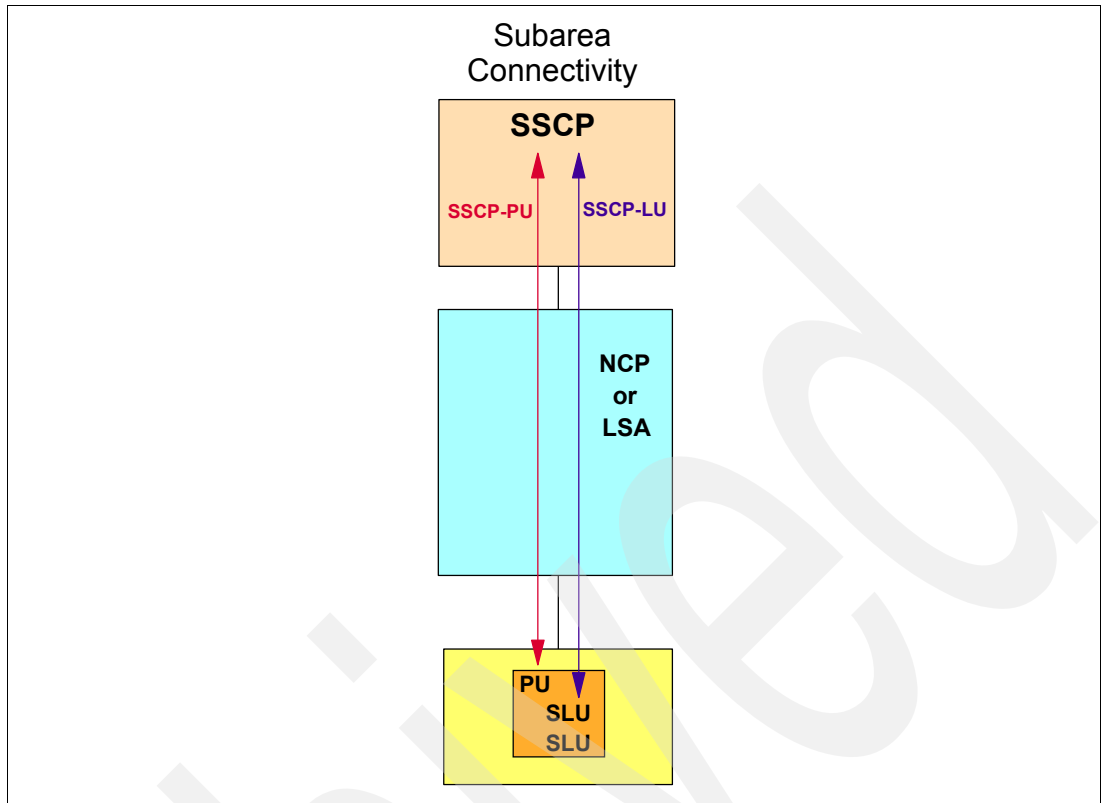 Subarea
Connectivity
SSCP
SSCP-PU
SSCP-LU
NCP
or
LSA
PU
SLU
SLU